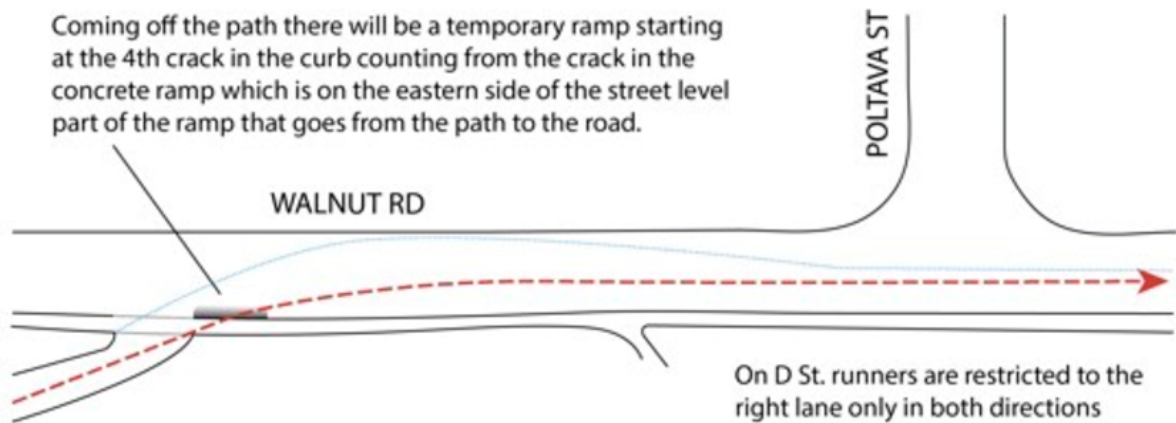 Coming off the path there will be a temporary ramp starting
at the 4th crack in the curb counting from the crack in the
concrete ramp which is on the eastern side of the street level
part of the ramp that goes from the path to the road.
POLTAVA ST
WALNUT RD
On D St. runners are restricted to the
right lane only in both directions